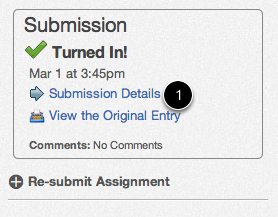 Submission
Turned In!
Mar 1 at 3:45pm
Submission Details 1
View the Original Entry
Comments: No Comments
Re-submit Assignment